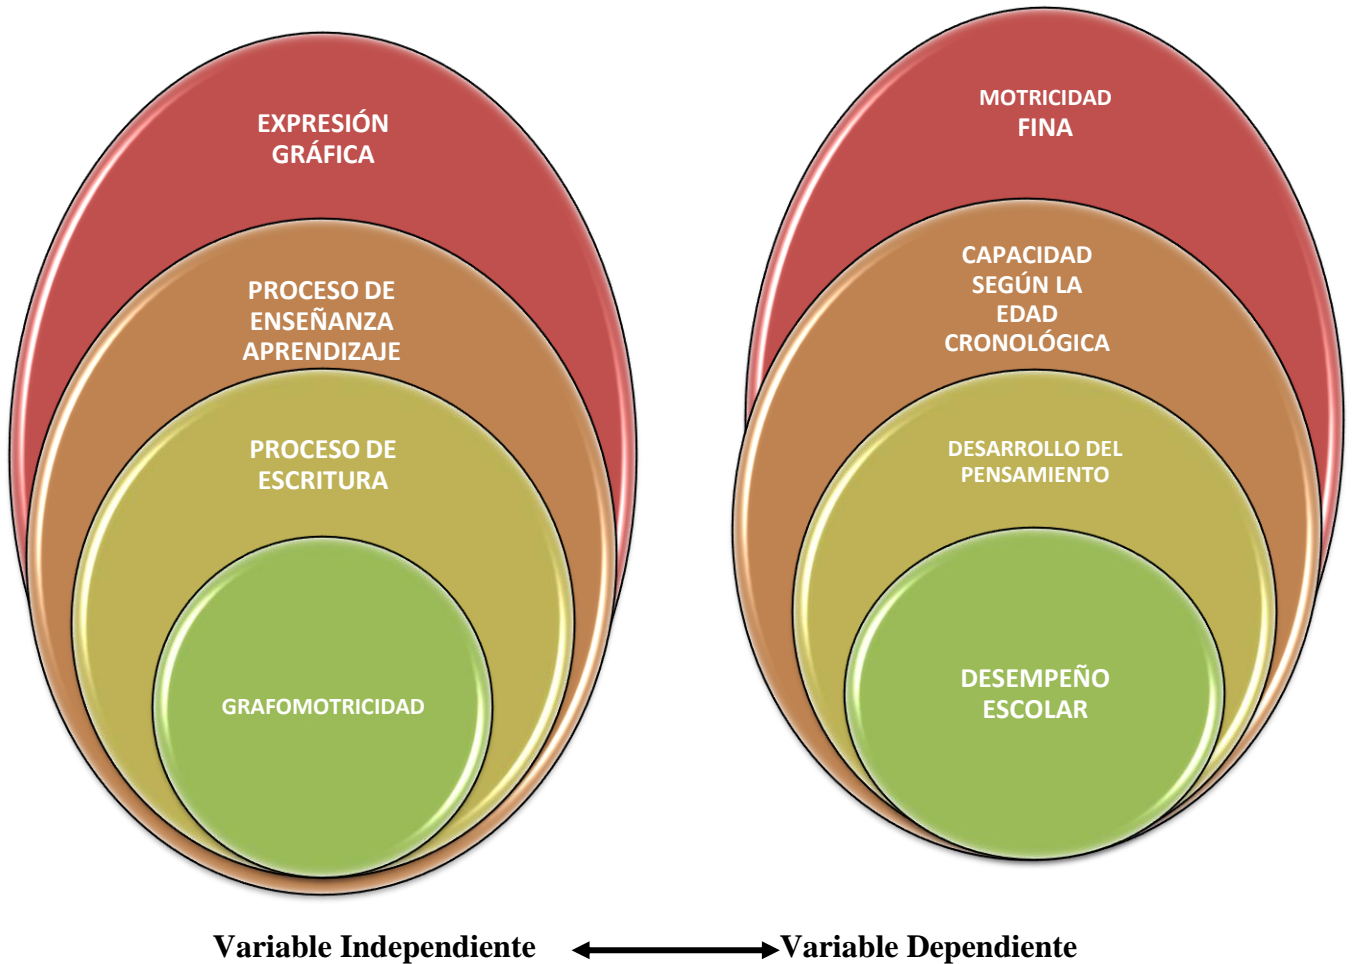 EXPRESIÓN
GRÁFICA
PROCESO DE
ENSEÑANZA
APRENDIZAJE
PROCESO DE
ESCRITURA
GRAFOMOTRICIDAD
MOTRICIDAD
FINA
CAPACIDAD
SEGÚN LA
EDAD
CRONOLÓGICA
DESARROLLO DEL
PENSAMIENTO
DESEMPEÑO
ESCOLAR
Variable Independiente
Variable Dependiente